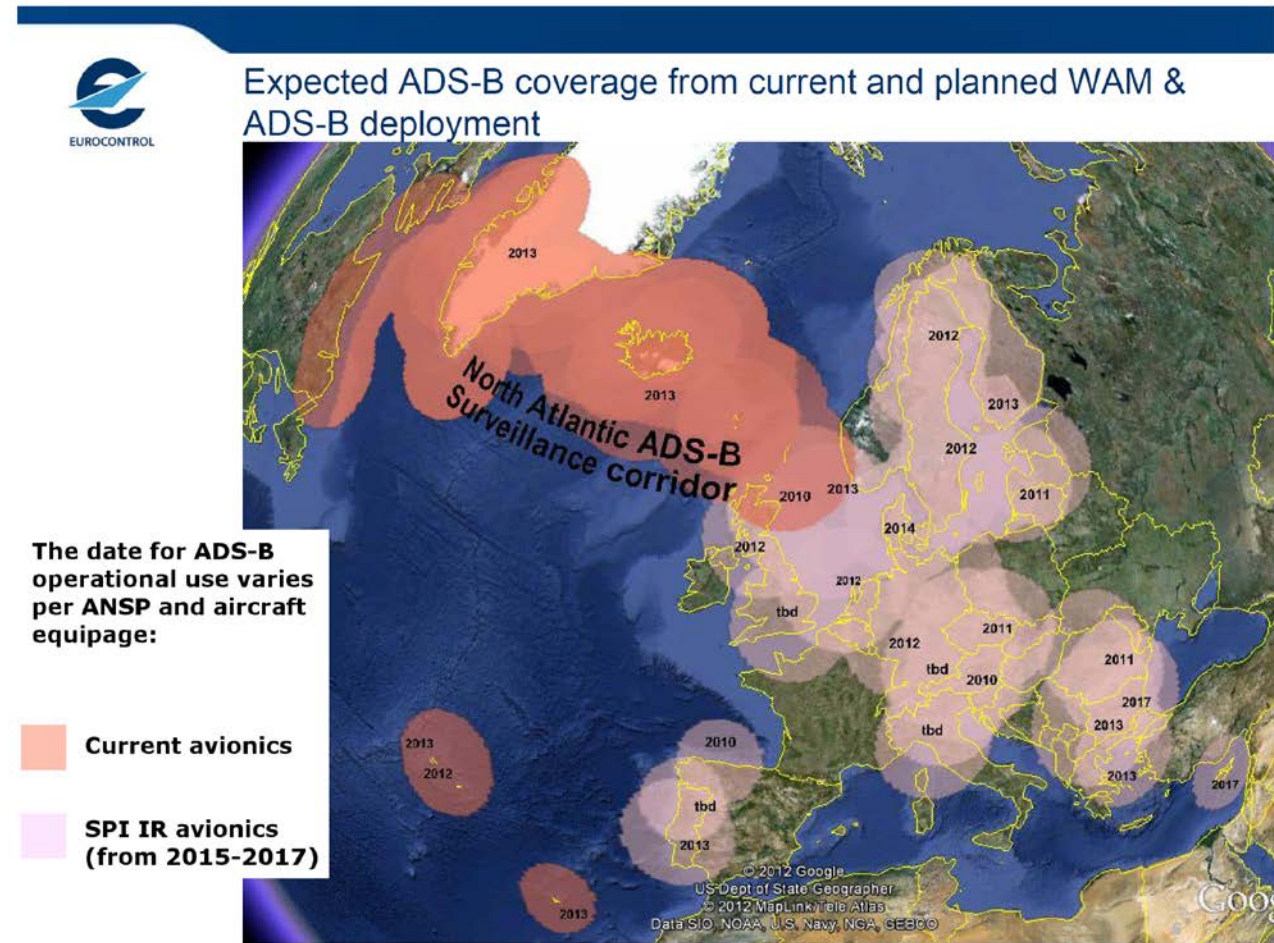 EUROCONTROL
Expected ADS-B coverage from current and planned WAM &
ADS-B deployment
2013
2013
North Atlantic ADS-B
Surveillance corridor
2012
2013
2012
2010
2013
2011
2014
2012
2012
tbd
2012
2011
tbd
2010
2011
2017
2013
tbd
2013
2017
2010
tbd
2013
2013
2012
2013
The date for ADS-B
operational use varies
per ANSP and aircraft
equipage:
Current avionics
SPI IR avionics
(from 2015-2017)
© 2012 Google
US Dept of State Geographer
© 2012 MapLink/Tele Atlas
Data SIO, NOAA, U.S. Navy, NGA, GEBCO
Goog